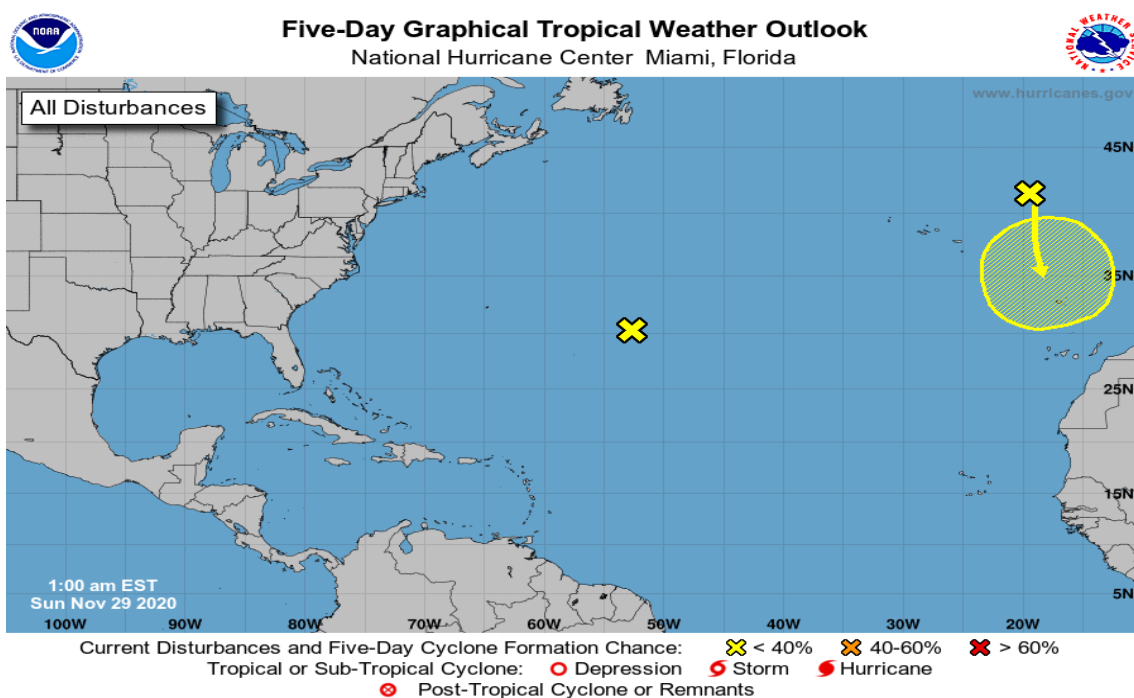 Five-Day Graphical Tropical Weather Outlook
National Hurricane Center Miami, Florida
NOAA
All Disturbances
www.hurricanes.gov
45N
35N
25N
15N
5N
1:00 am EST
Sun Nov 29 2020
100W 90W 80W 70W 60W 50W 40W 30W 20W
Current Disturbances and Five-Day Cyclone Formation Chance: < 40% 40-60% > 60%
Tropical or Sub-Tropical Cyclone: Depression Storm Hurricane
Post-Tropical Cyclone or Remnants